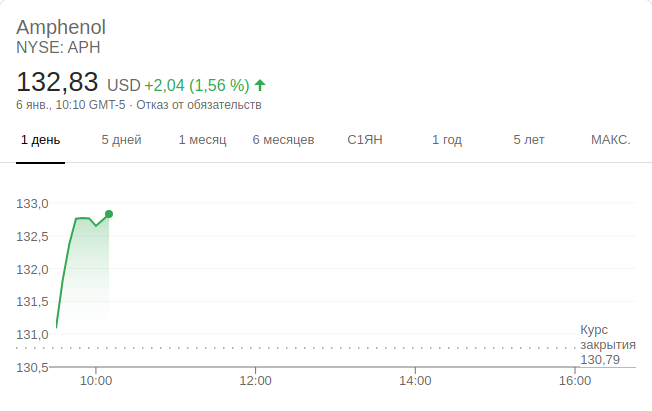 Amphenol
NYSE: APH
132,83 USD +2,04 (1,56 %)
6 янв., 10:10 GMT-5 · Отказ от обязательств
1 день 5 дней 1 месяц 6 месяцев С1ЯН 1 год 5 лет МАКС.
133,0
132,5
132,0
131,5
131,0
130,5
Курс
закрытия
130,79
10:00 12:00 14:00 16:00